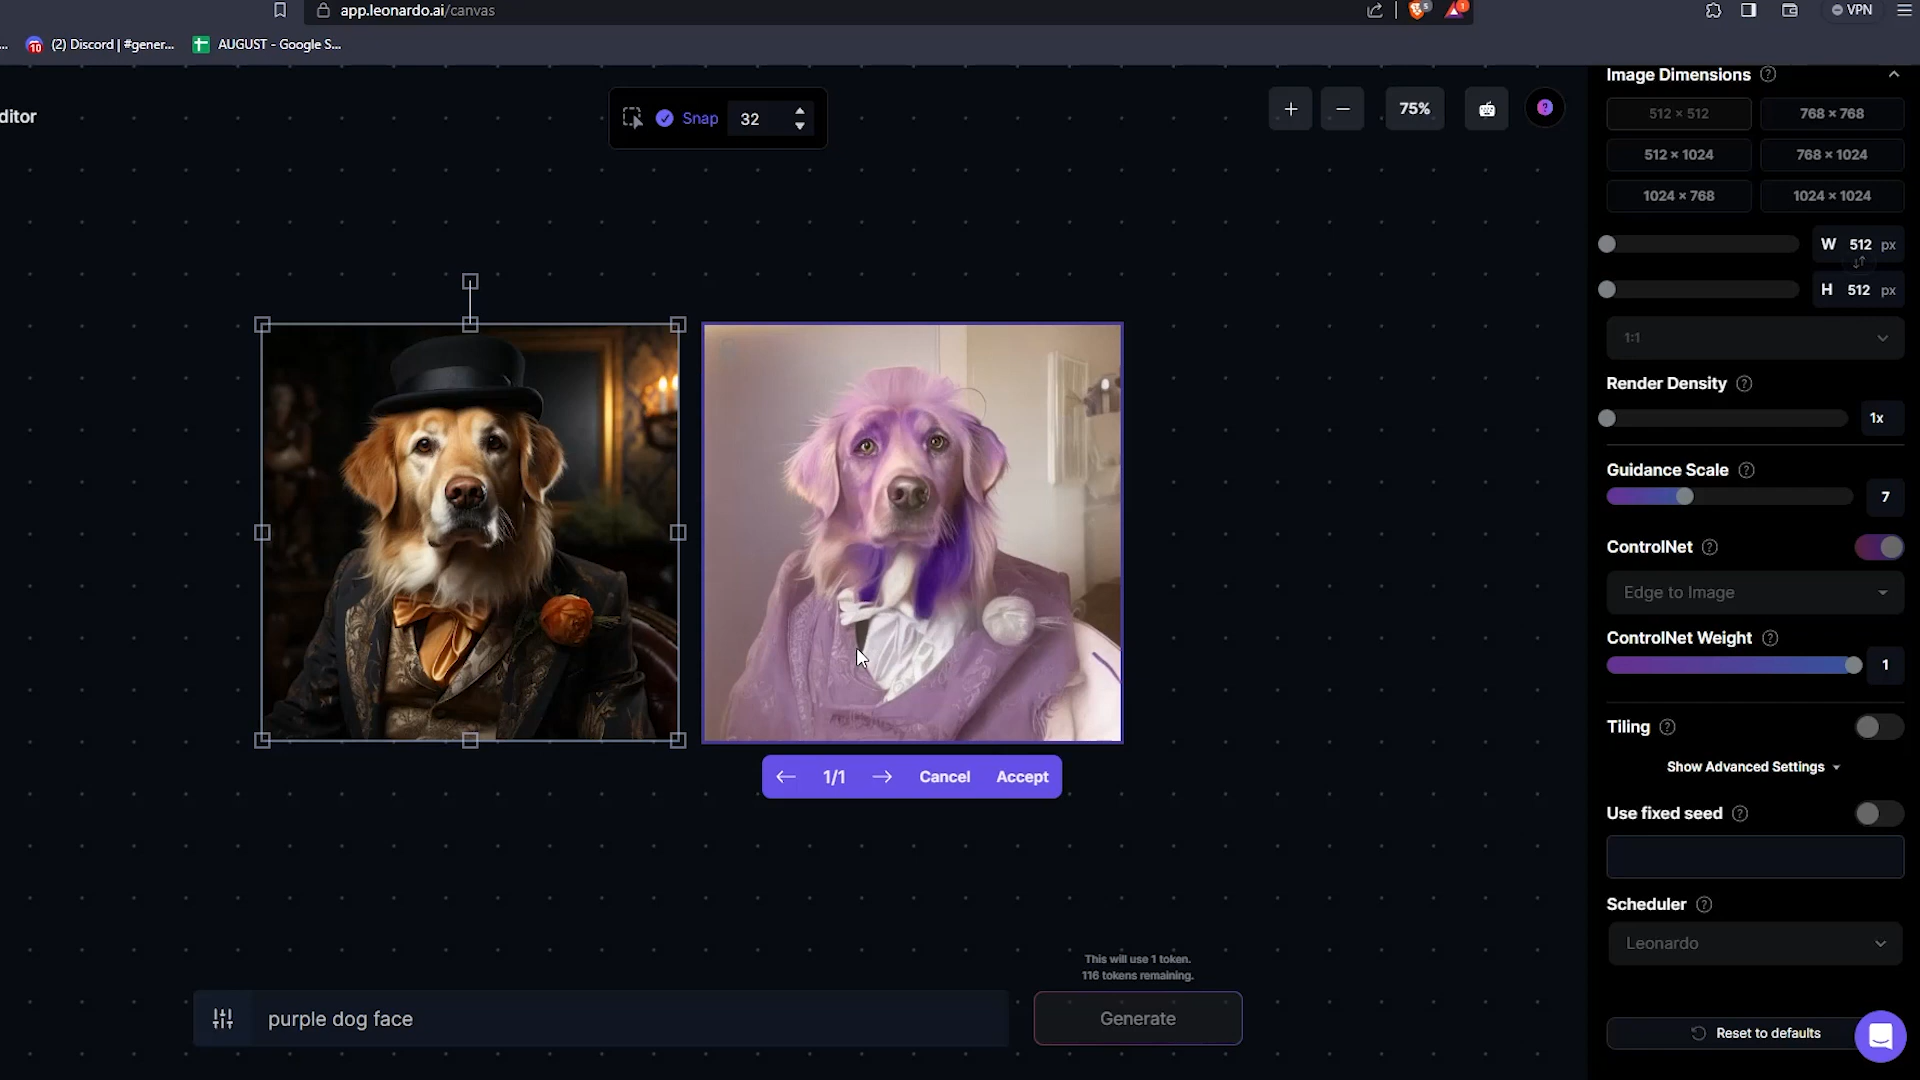 app.leonardo.ai/canvas
5
1
VPN
...
10
(2) Discord | #gener...
AUGUST - Google S...
ditor
Snap
32
75%
?
Image Dimensions ?
512 × 512
768 × 768
512 × 1024
768 × 1024
1024 × 768
1024 × 1024
W 512 px
H 512 px
1:1
Render Density ?
1x
Guidance Scale ?
7
ControlNet ?
Edge to Image
ControlNet Weight ?
1
Tiling ?
Show Advanced Settings
Use fixed seed ?
Scheduler ?
Leonardo
Reset to defaults
1/1
Cancel
Accept
This will use 1 token.
116 tokens remaining.
purple dog face
Generate